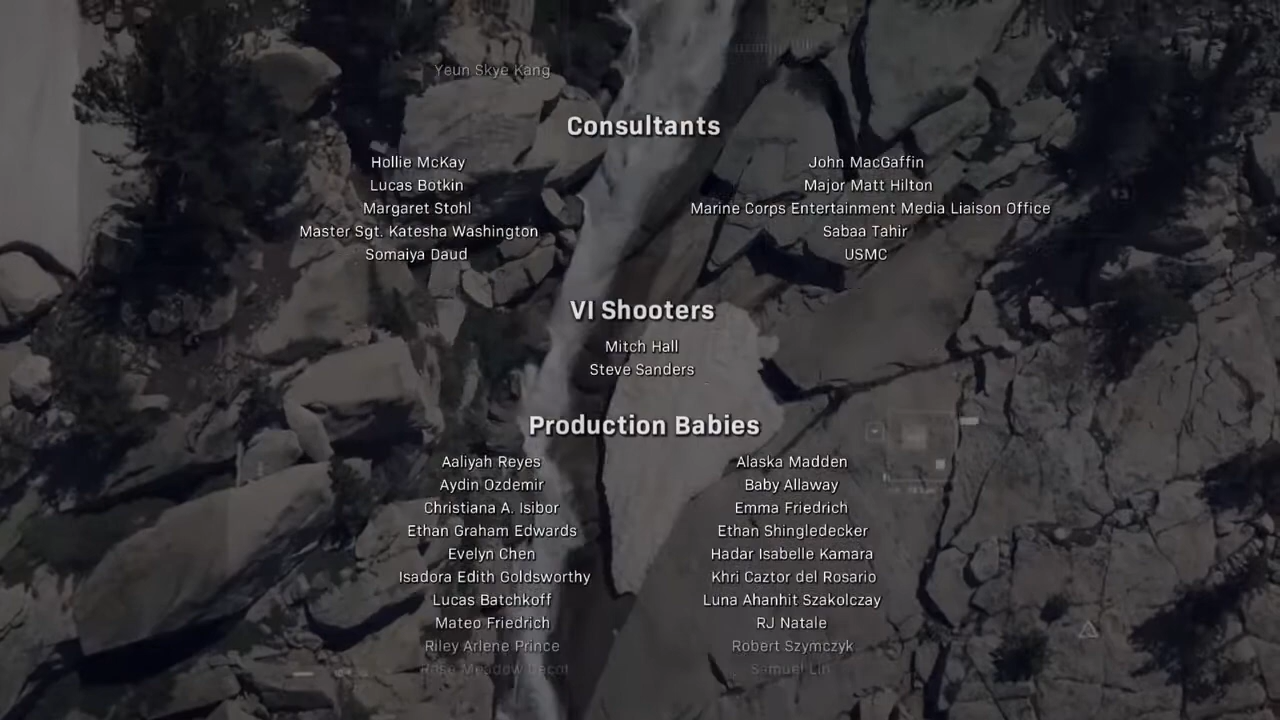 Yeun Skye Kang
Consultants
Hollie McKay
John MacGaffin
Lucas Botkin
Major Matt Hilton
Margaret Stohl
Marine Corps Entertainment Media Liaison Office
Master Sgt. Katesha Washington
Sabaa Tahir
Somaiya Daud
USMC
VI Shooters
Mitch Hall
Steve Sanders
Production Babies
Aaliyah Reyes
Alaska Madden
Aydin Ozdemir
Baby Allaway
Christiana A. Isibor
Emma Friedrich
Ethan Graham Edwards
Ethan Shingledecker
Evelyn Chen
Hadar Isabelle Kamara
Isadora Edith Goldsworthy
Khri Caztor del Rosario
Lucas Batchkoff
Luna Ahanhit Szakolczay
Mateo Friedrich
RJ Natale
Riley Arlene Prince
Robert Szymczyk
Rose Meadow
Samuel Lin